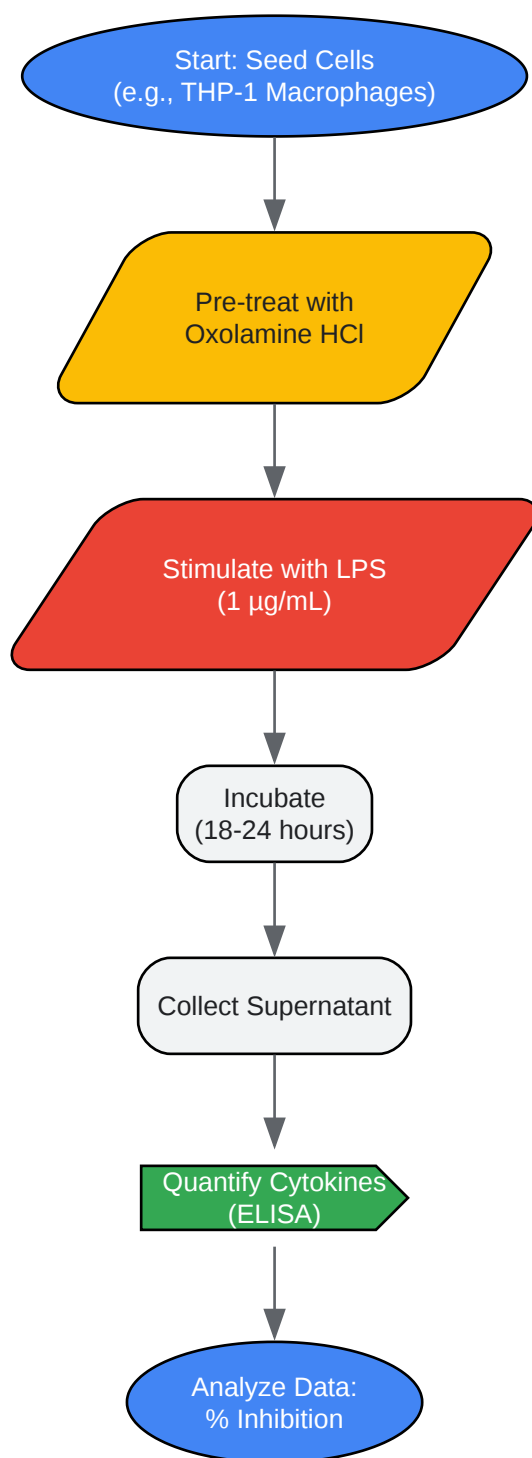 Start: Seed Cells
(e.g., THP-1 Macrophages)
Pre-treat with
Oxolamine HCl
Stimulate with LPS
(1 µg/mL)
Incubate
(18-24 hours)
Collect Supernatant
Quantify Cytokines
(ELISA)
Analyze Data:
% Inhibition